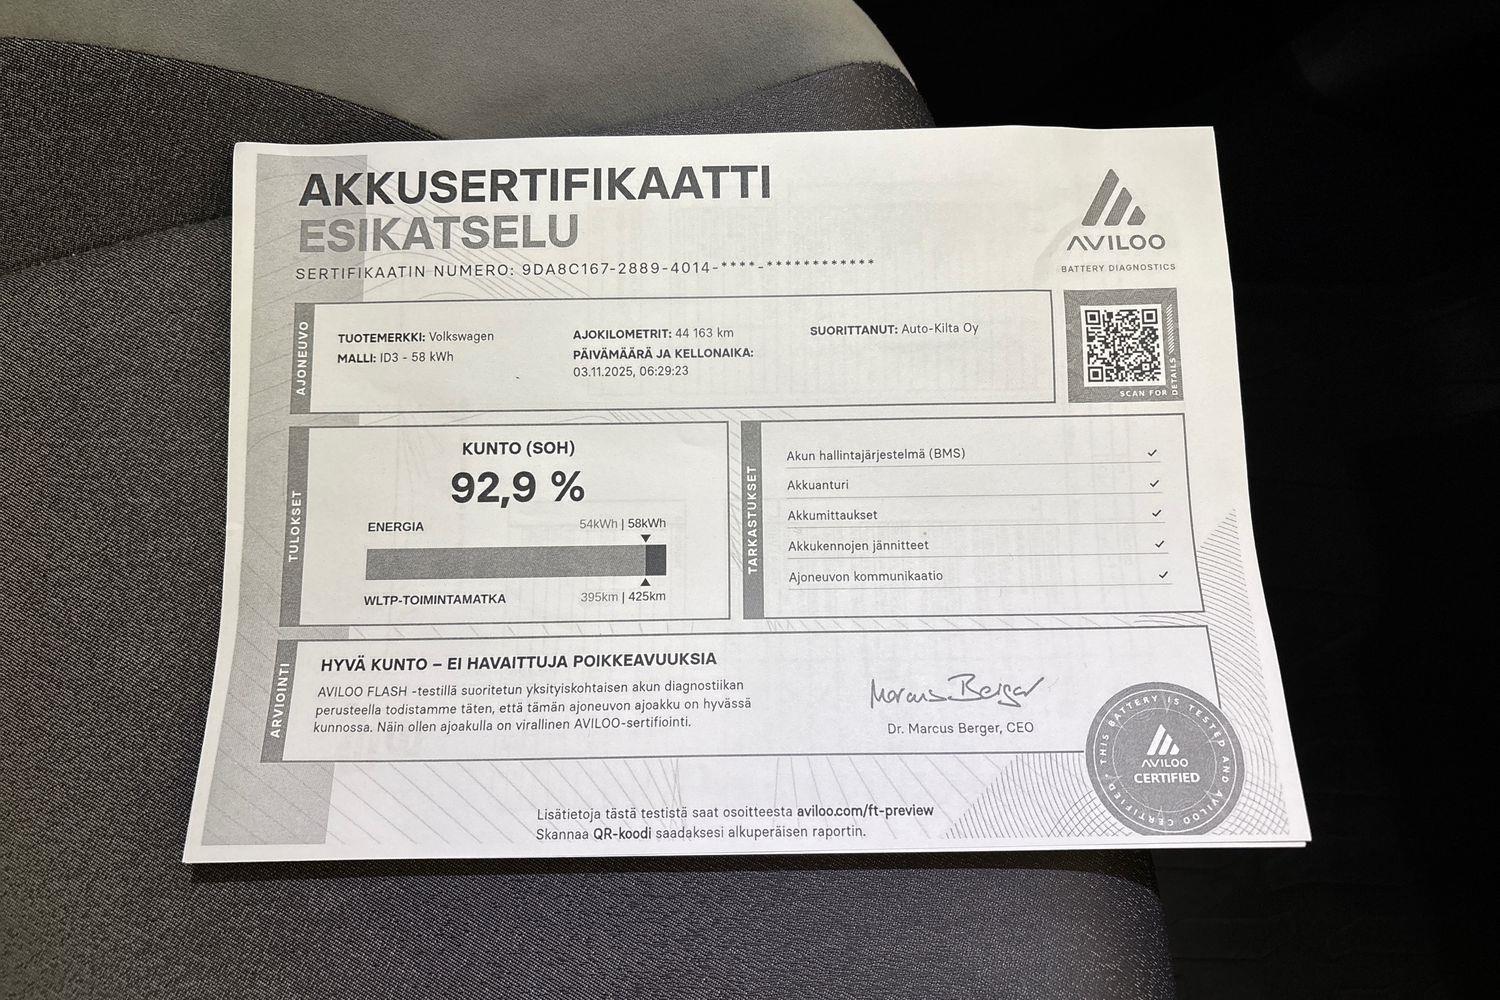 AKKUSERTIFIKAATTI
ESIKATSELU
SERTIFIKAATIN NUMERO: 9DA8C167-2889-4014-****-************
AVILOO
BATTERY DIAGNOSTICS
AJONEUVO
TUOTEMERKKI: Volkswagen
MALLI: ID3 - 58 kWh
AJOKILOMETRIT: 44 163 km
PÄIVÄMÄÄRÄ JA KELLONAIKA:
03.11.2025, 06:29:23
SUORITTANUT: Auto-Kilta Oy
SCAN FOR DETAILS
TULOKSET
KUNTO (SOH)
92,9 %
ENERGIA 54kWh | 58kWh
WLTP-TOIMINTAMATKA 395km | 425km
TARKASTUKSET
Akun hallintajärjestelmä (BMS)
Akkuanturi
Akkumittaukset
Akkukennojen jännitteet
Ajoneuvon kommunikaatio
ARVIOINTI
HYVÄ KUNTO – EI HAVAITTUJA POIKKEAVUUKSIA
AVILOO FLASH -testillä suoritetun yksityiskohtaisen akun diagnostiikan
perusteella todistamme täten, että tämän ajoneuvon ajoakku on hyvässä
kunnossa. Näin ollen ajoakulla on virallinen AVILOO-sertifiointi.
Marcus Berger
Dr. Marcus Berger, CEO
THIS BATTERY IS TESTED AND AVILOO CERTIFIED
AVILOO
CERTIFIED
Lisätietoja tästä testistä saat osoitteesta aviloo.com/ft-preview
Skannaa QR-koodi saadaksesi alkuperäisen raportin.